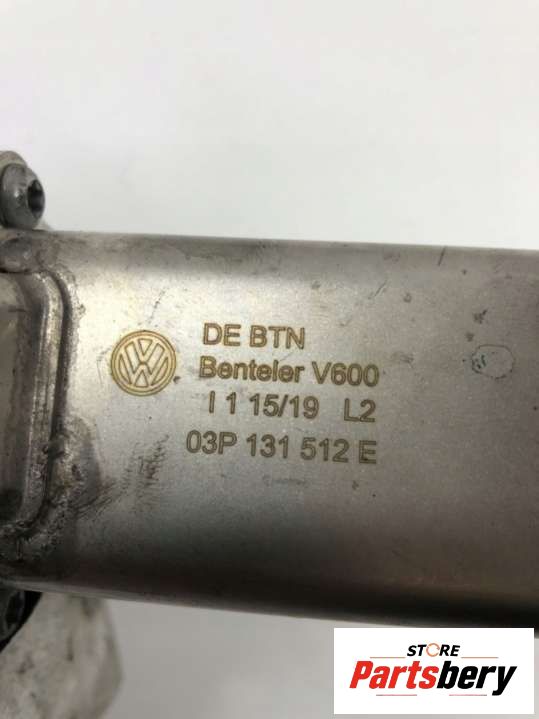 DE BTN
Benteler V600
I 1 15/19 L2
03P 131 512 E
STORE
Partsbery